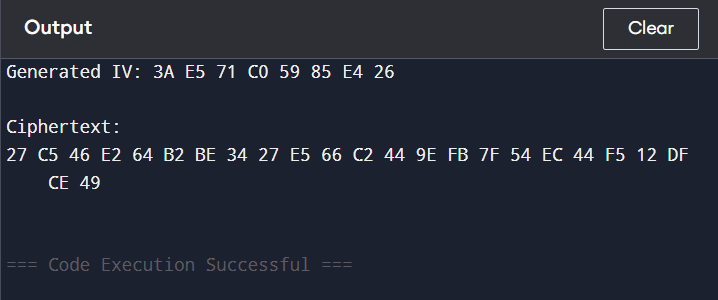 Output
Clear
Generated IV: 3A E5 71 C0 59 85 E4 26
Ciphertext:
27 C5 46 E2 64 B2 BE 34 27 E5 66 C2 44 9E FB 7F 54 EC 44 F5 12 DF
CE 49
=== Code Execution Successful ===